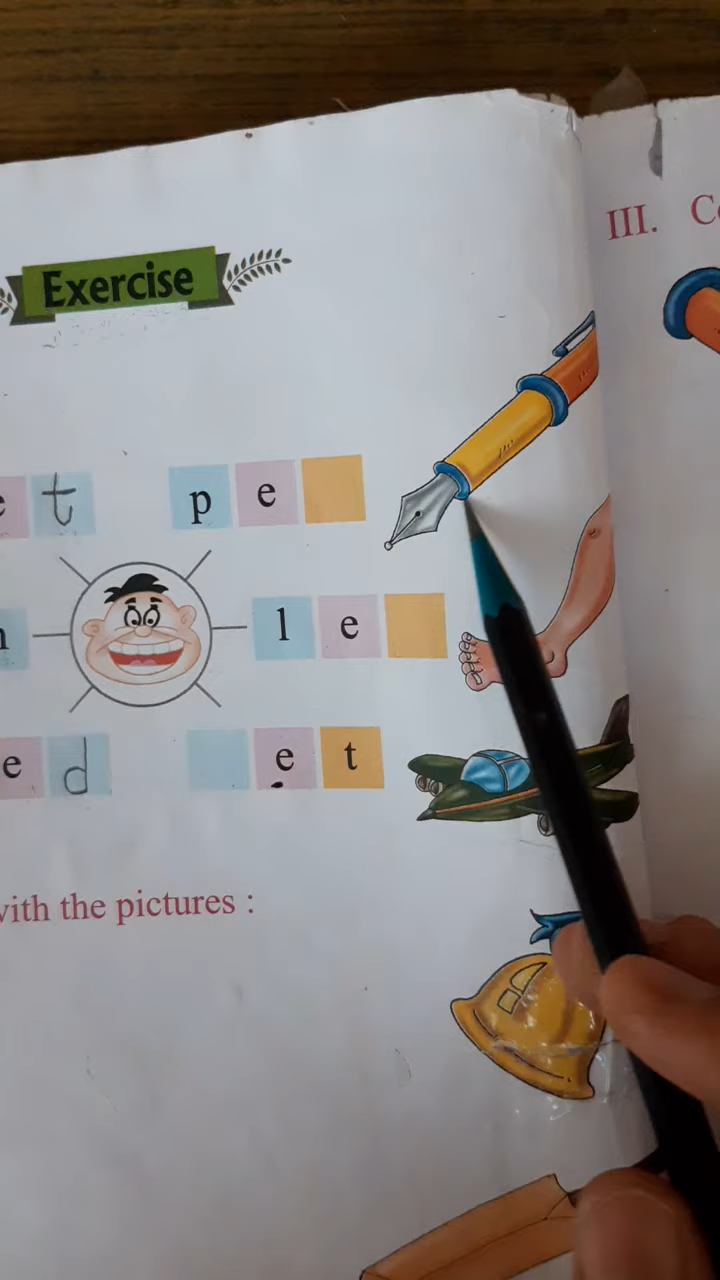 III.
Exercise
e t p e
l e
e d e t
with the pictures :